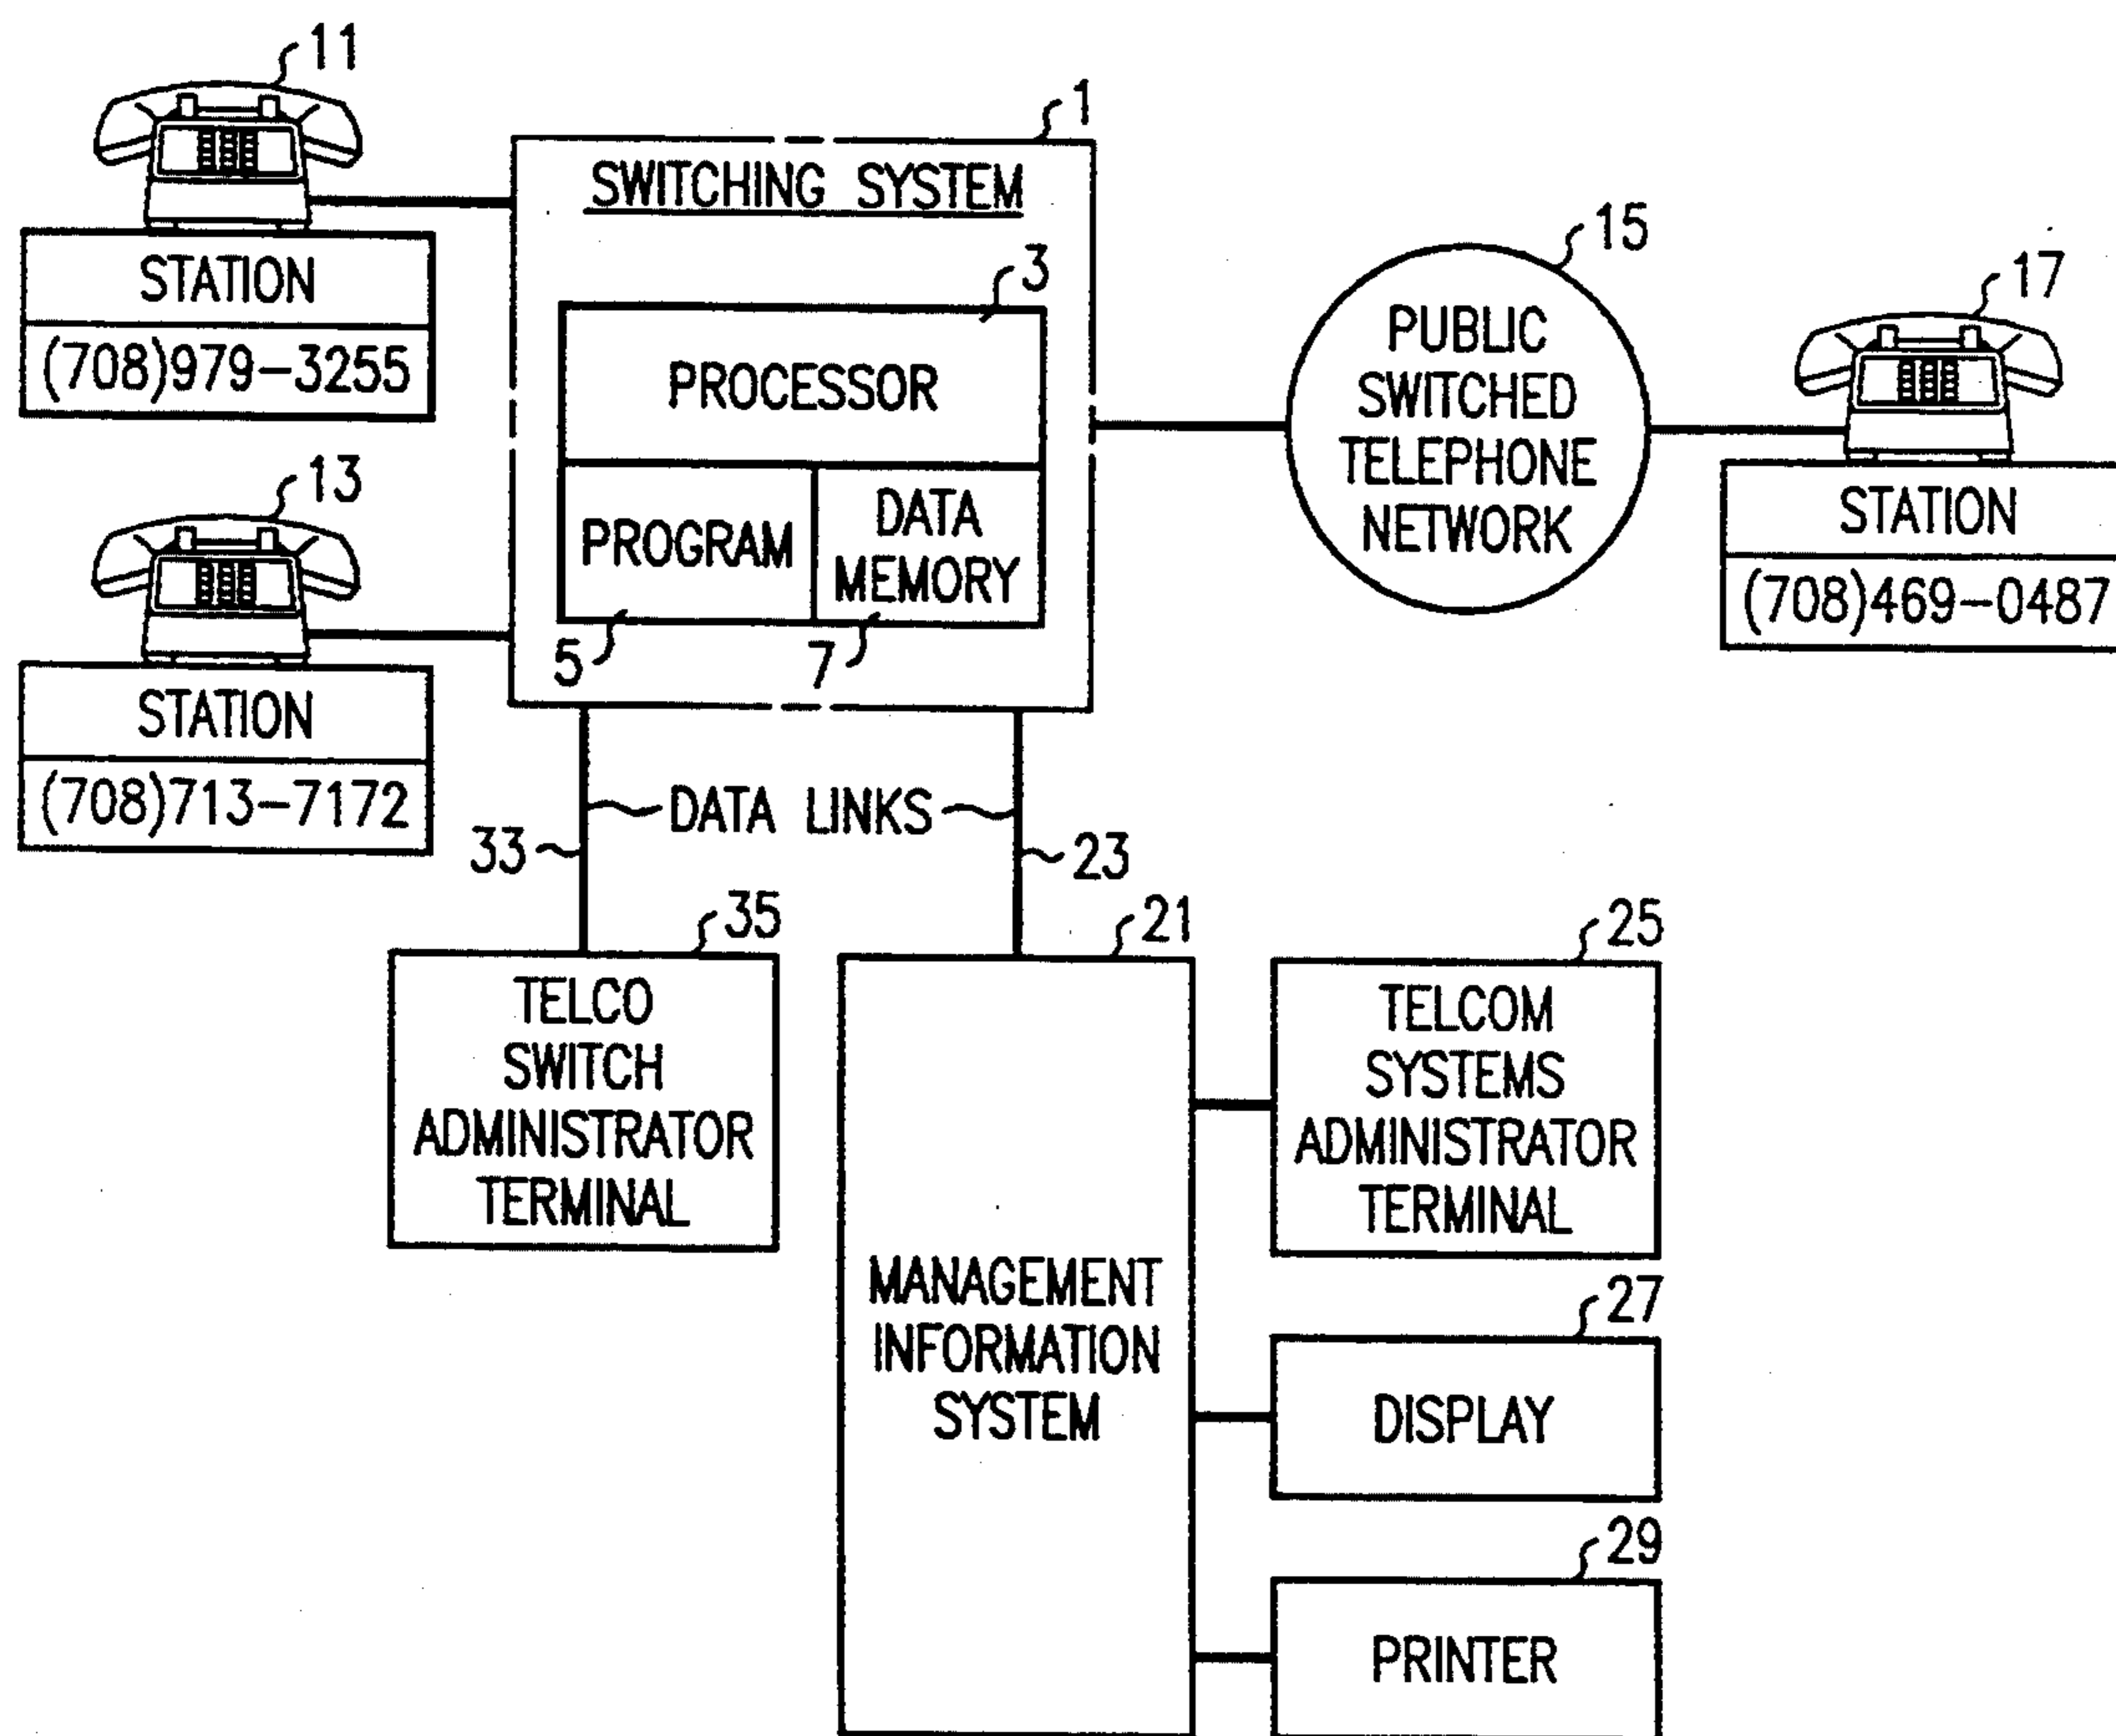 11
STATION
(708)979-3255
13
STATION
(708)713-7172
1
SWITCHING SYSTEM
3
PROCESSOR
PROGRAM
DATA
MEMORY
5
7
15
PUBLIC
SWITCHED
TELEPHONE
NETWORK
17
STATION
(708)469-0487
DATA LINKS
33
23
35
TELCO
SWITCH
ADMINISTRATOR
TERMINAL
21
MANAGEMENT
INFORMATION
SYSTEM
25
TELCOM
SYSTEMS
ADMINISTRATOR
TERMINAL
27
DISPLAY
29
PRINTER